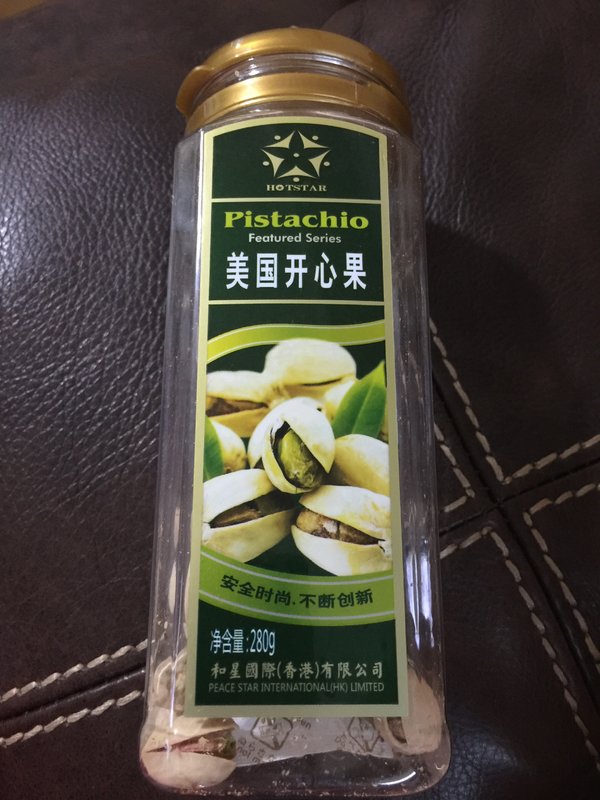 HOTSTAR
Pistachio
Featured Series
美国开心果
安全时尚.不断创新
净含量:280g
和星國際(香港)有限公司
PEACE STAR INTERNATIONAL(HK) LIMITED